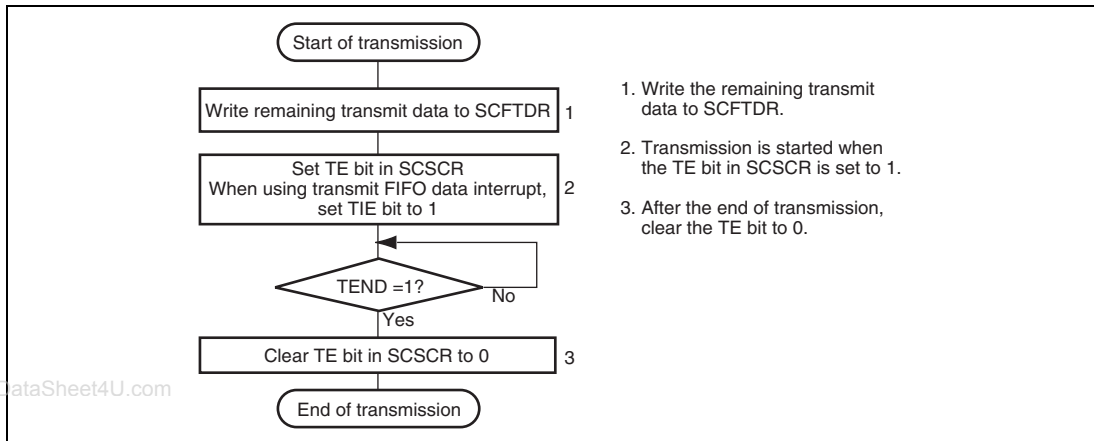 Start of transmission
Write remaining transmit data to SCFTDR
1
Set TE bit in SCSCR
When using transmit FIFO data interrupt,
set TIE bit to 1
2
TEND =1?
No
Yes
Clear TE bit in SCSCR to 0
3
End of transmission
1. Write the remaining transmit
data to SCFTDR.
2. Transmission is started when
the TE bit in SCSCR is set to 1.
3. After the end of transmission,
clear the TE bit to 0.
DataSheet4U.com